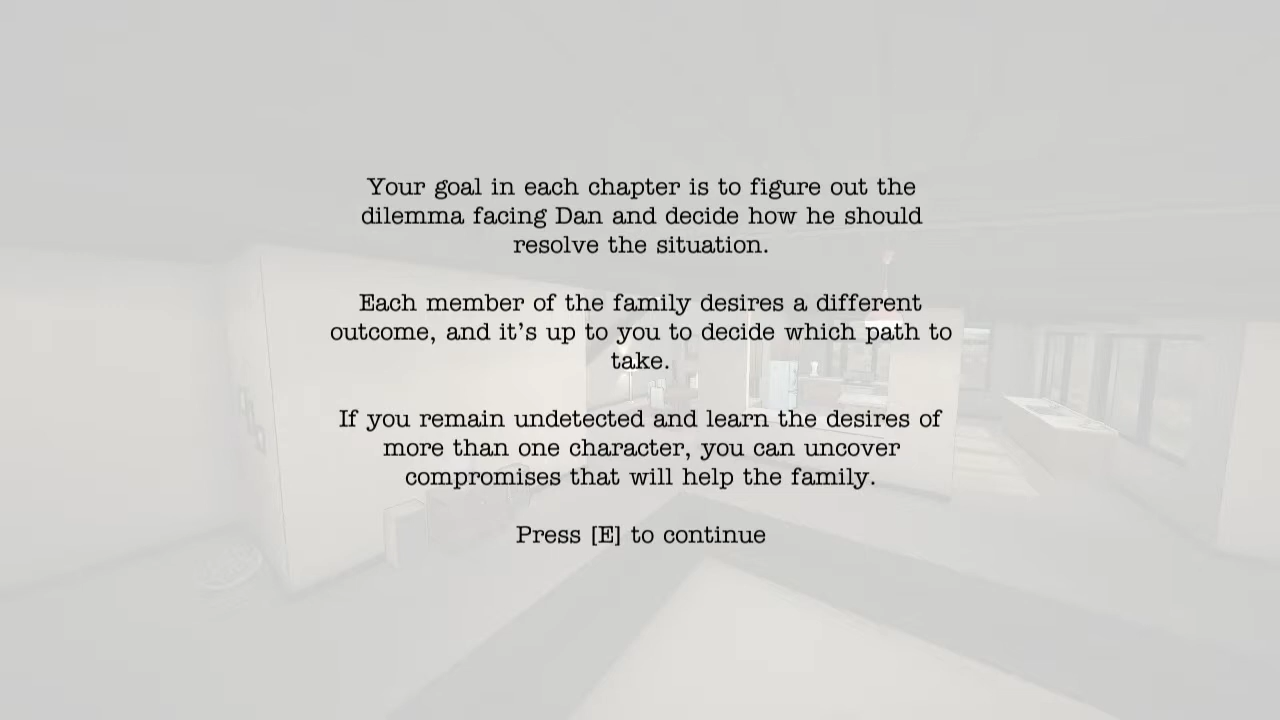 Your goal in each chapter is to figure out the
dilemma facing Dan and decide how he should
resolve the situation.
Each member of the family desires a different
outcome, and it's up to you to decide which path to
take.
If you remain undetected and learn the desires of
more than one character, you can uncover
compromises that will help the family.
Press [E] to continue